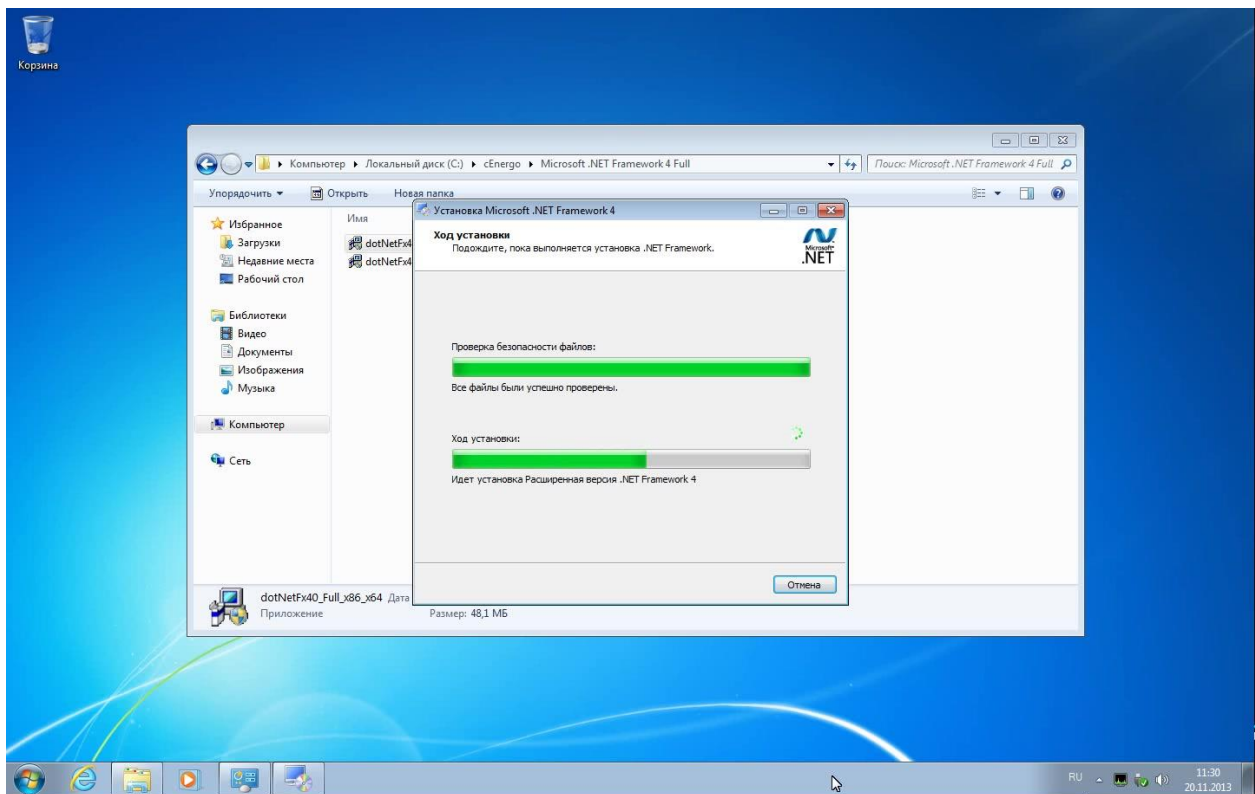 Корзина
Компьютер ▸ Локальный диск (C:) ▸ cEnergo ▸ Microsoft .NET Framework 4 Full
Поиск: Microsoft .NET Framework 4 Full
Упорядочить
Открыть
Новая папка
Имя
Избранное
Загрузки
Недавние места
Рабочий стол
Библиотеки
Видео
Документы
Изображения
Музыка
Компьютер
Сеть
dotNetFx4
dotNetFx4
Установка Microsoft .NET Framework 4
Ход установки
Подождите, пока выполняется установка .NET Framework.
Microsoft
.NET
Проверка безопасности файлов:
Все файлы были успешно проверены.
Ход установки:
Идет установка Расширенная версия .NET Framework 4
Отмена
dotNetFx40_Full_x86_x64 Дата
Приложение
Размер: 48,1 МБ
RU
11:30
20.11.2013